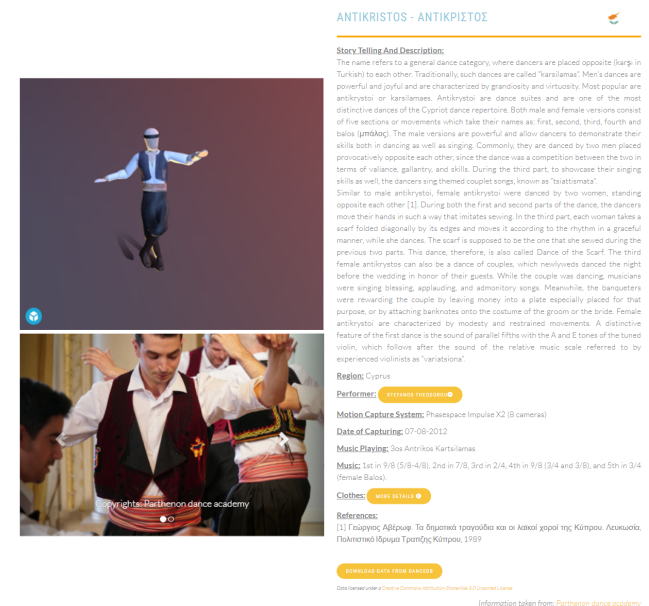 ANTIKRISTOS - ΑΝΤΙΚΡΙΣΤΟΣ
Story Telling And Description:
The name refers to a general dance category, where dancers are placed opposite (karşı in
Turkish) to each other. Traditionally, such dances are called "karsilamas". Men's dances are
powerful and joyful and are characterized by grandiosity and virtuosity. Most popular are
antikrystoi or karsilamaes. Antikrystoi are dance suites and are one of the most
distinctive dances of the Cypriot dance repertoire. Both male and female versions consist
of five sections or movements which take their names as: first, second, third, fourth and
balos (μπάλος). The male versions are powerful and allow dancers to demonstrate their
skills both in dancing as well as singing. Commonly, they are danced by two men placed
provocatively opposite each other; since the dance was a competition between the two in
terms of valiance, gallantry, and skills. During the third part, to showcase their singing
skills as well, the dancers sing themed couplet songs, known as "tsiattismata".
Similar to male antikrystoi, female antikrystoi were danced by two women, standing
opposite each other [1]. During both the first and second parts of the dance, the dancers
move their hands in such a way that imitates sewing. In the third part, each woman takes a
scarf folded diagonally by its edges and moves it according to the rhythm in a graceful
manner, while she dances. The scarf is supposed to be the one that she sewed during the
previous two parts. This dance, therefore, is also called Dance of the Scarf. The third
female antikrystos can also be a dance of couples, which newlyweds danced the night
before the wedding in honor of their guests. While the couple was dancing, musicians
were singing blessing, applauding, and admonitory songs. Meanwhile, the banqueters
were rewarding the couple by leaving money into a plate especially placed for that
purpose, or by attaching banknotes onto the costume of the groom or the bride. Female
antikrystoi are characterized by modesty and restrained movements. A distinctive
feature of the first dance is the sound of parallel fifths with the A and E tones of the tuned
violin, which follows after the sound of the relative music scale referred to by
experienced violinists as "variatsiona".
Region: Cyprus
Performer: STEFANOS THEODOROU
Motion Capture System: Phasespace Impulse X2 (8 cameras)
Date of Capturing: 07-08-2012
Music Playing: 3os Antrikos Kartsilamas
Music: 1st in 9/8 (5/8-4/8), 2nd in 7/8, 3rd in 2/4, 4th in 9/8 (3/4 and 3/8), and 5th in 3/4
(female Balos).
Clothes: MORE DETAILS
References:
[1] Γεώργιος Αβέρωφ. Τα δημοτικά τραγούδια και οι λαϊκοί χοροί της Κύπρου. Λευκωσία,
Πολιτιστικό Ίδρυμα Τραπέζης Κύπρου, 1989
DOWNLOAD DATA FROM DANCEDB
Data licensed under a Creative Commons Attribution-ShareAlike 3.0 Unported License
Information taken from: Parthenon dance academy
Copyrights: Parthenon dance academy